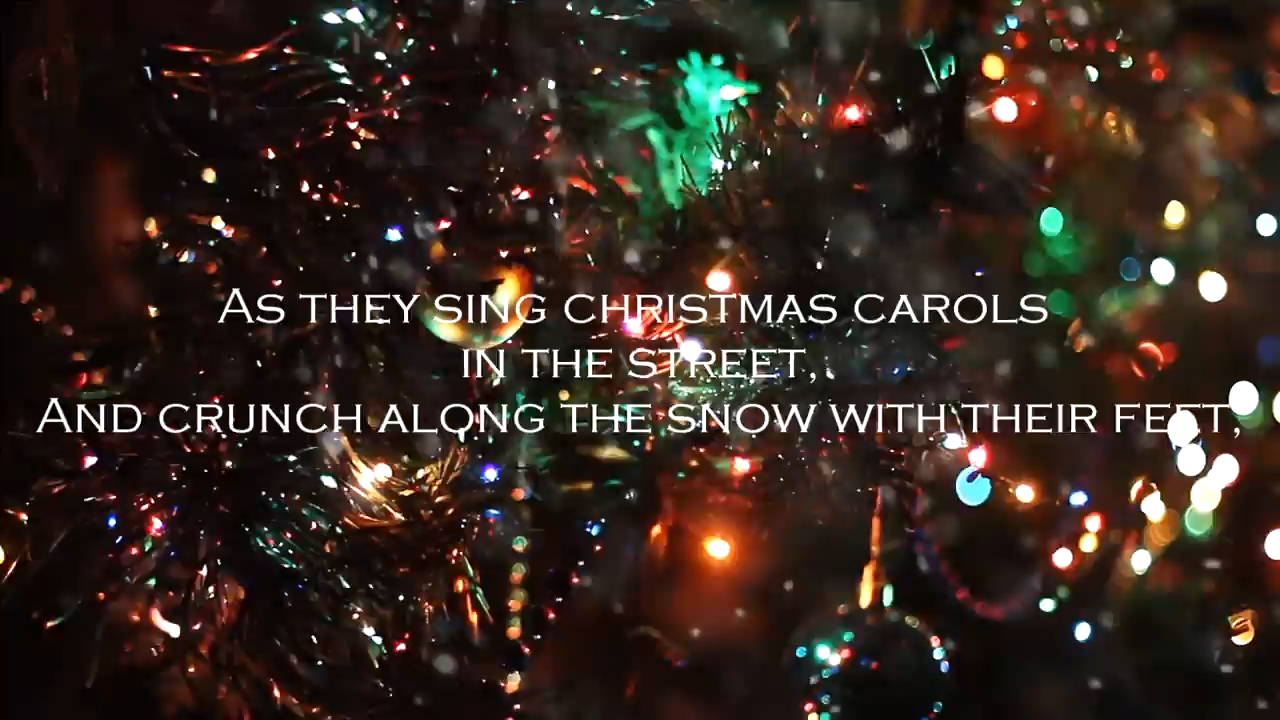 As they sing christmas carols
in the street,
And crunch along the snow with their feet,